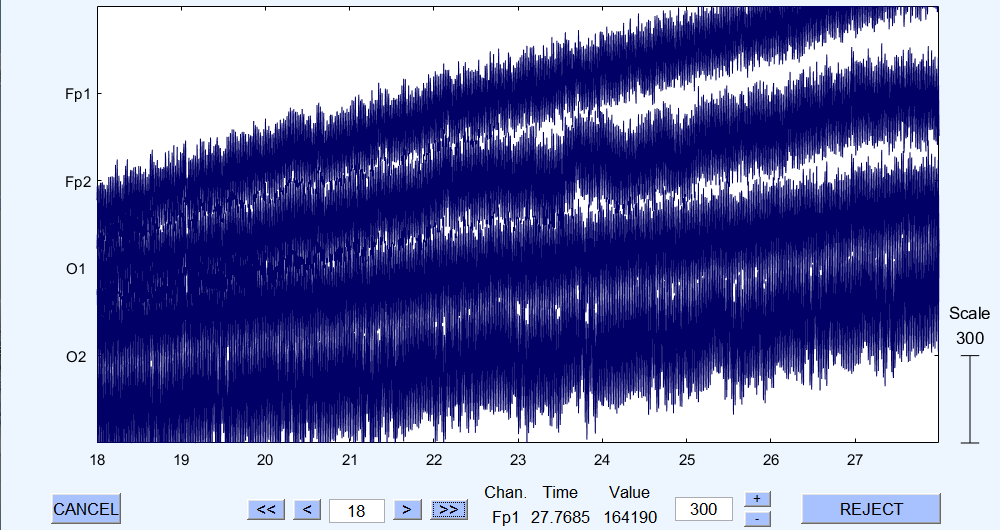 Fp1
Fp2
O1
O2
Scale
300
18 19 20 21 22 23 24 25 26 27
Chan. Time Value
CANCEL << < 18 > >> Fp1 27.7685 164190 300 + - REJECT